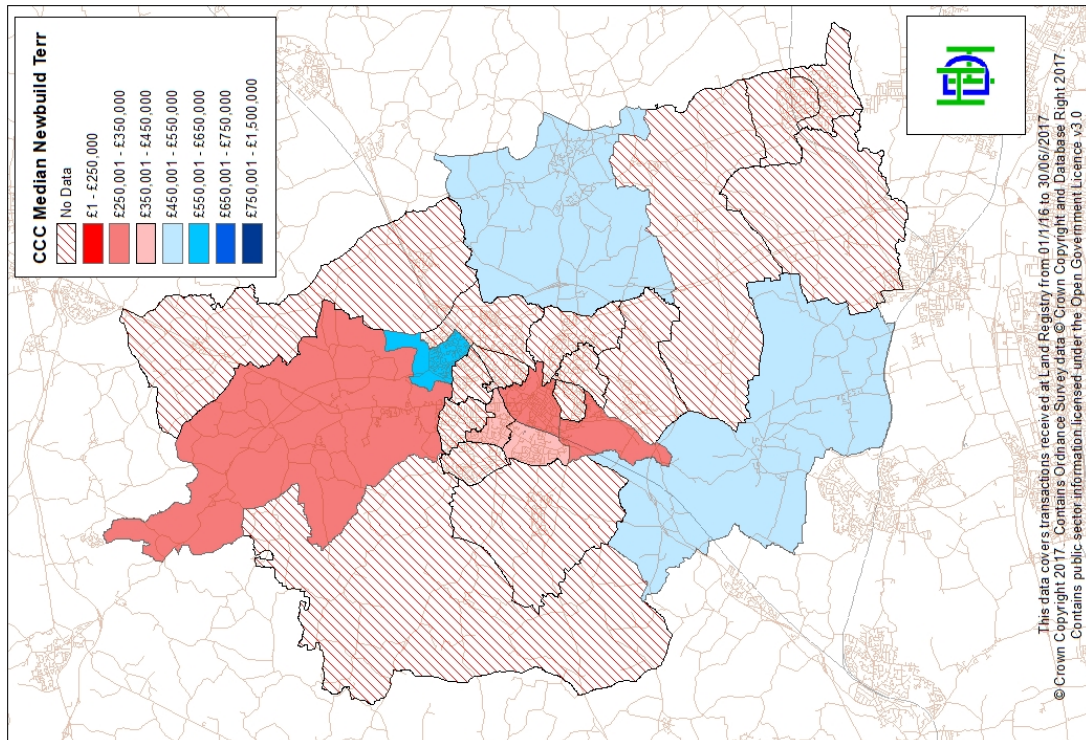 CCC Median Newbuild Terr
No Data
£1 - £250,000
£250,001 - £350,000
£350,001 - £450,000
£450,001 - £550,000
£550,001 - £650,000
£650,001 - £750,000
£750,001 - £1,500,000
HDH
This data covers transactions received at Land Registry from 01/1/16 to 30/06//2017
© Crown Copyright 2017. Contains Ordnance Survey data © Crown Copyright and Database Right 2017.
Contains public sector information licensed under the Open Government Licence v3.0